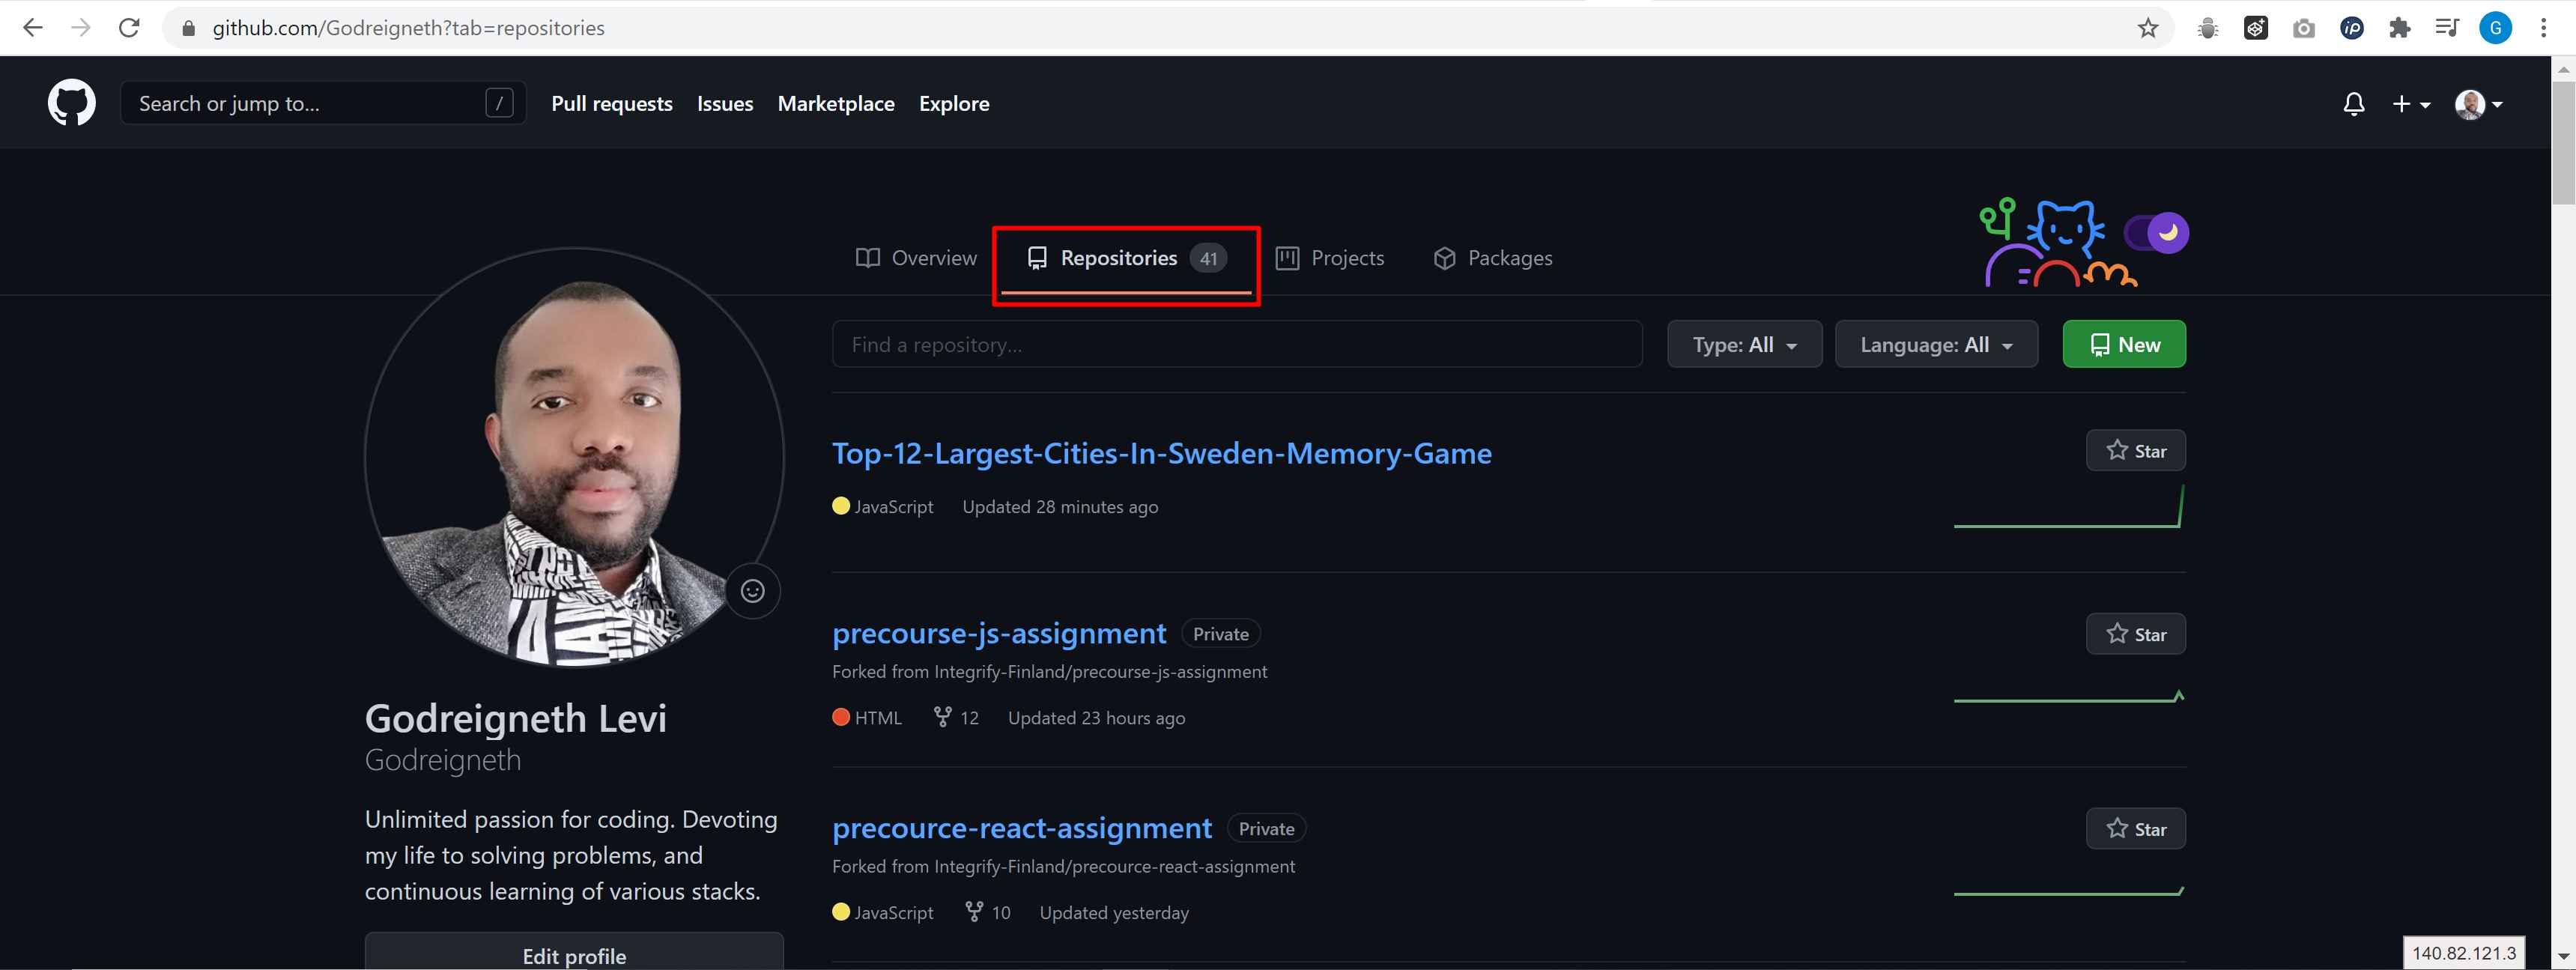 github.com/Godreigneth?tab=repositories
iP
G
Search or jump to...
/
Pull requests
Issues
Marketplace
Explore
Overview
Repositories 41
Projects
Packages
Find a repository...
Type: All
Language: All
New
Top-12-Largest-Cities-In-Sweden-Memory-Game
Star
JavaScript Updated 28 minutes ago
precourse-js-assignment Private
Star
Forked from Integrify-Finland/precourse-js-assignment
HTML 12 Updated 23 hours ago
precource-react-assignment Private
Star
Forked from Integrify-Finland/precource-react-assignment
JavaScript 10 Updated yesterday
Godreigneth Levi
Godreigneth
Unlimited passion for coding. Devoting
my life to solving problems, and
continuous learning of various stacks.
Edit profile
140.82.121.3